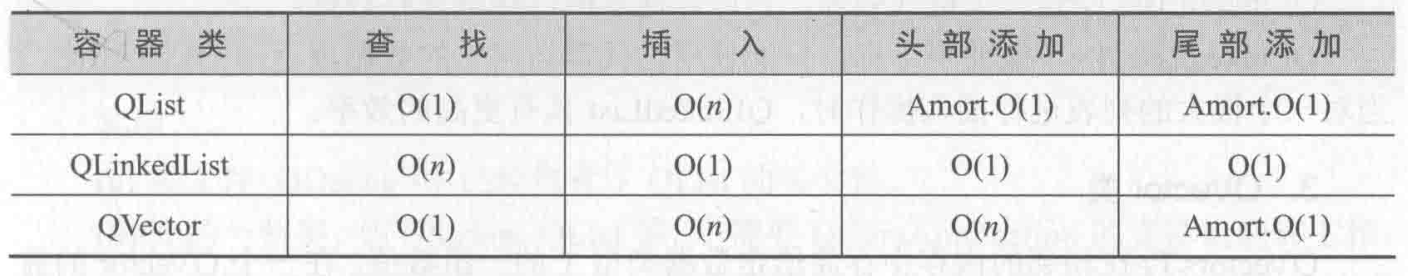 容器类 查找 插入 头部添加 尾部添加
QList O(1) O(n) Amort.O(1) Amort.O(1)
QLinkedList O(n) O(1) O(1) O(1)
QVector O(1) O(n) O(n) Amort.O(1)